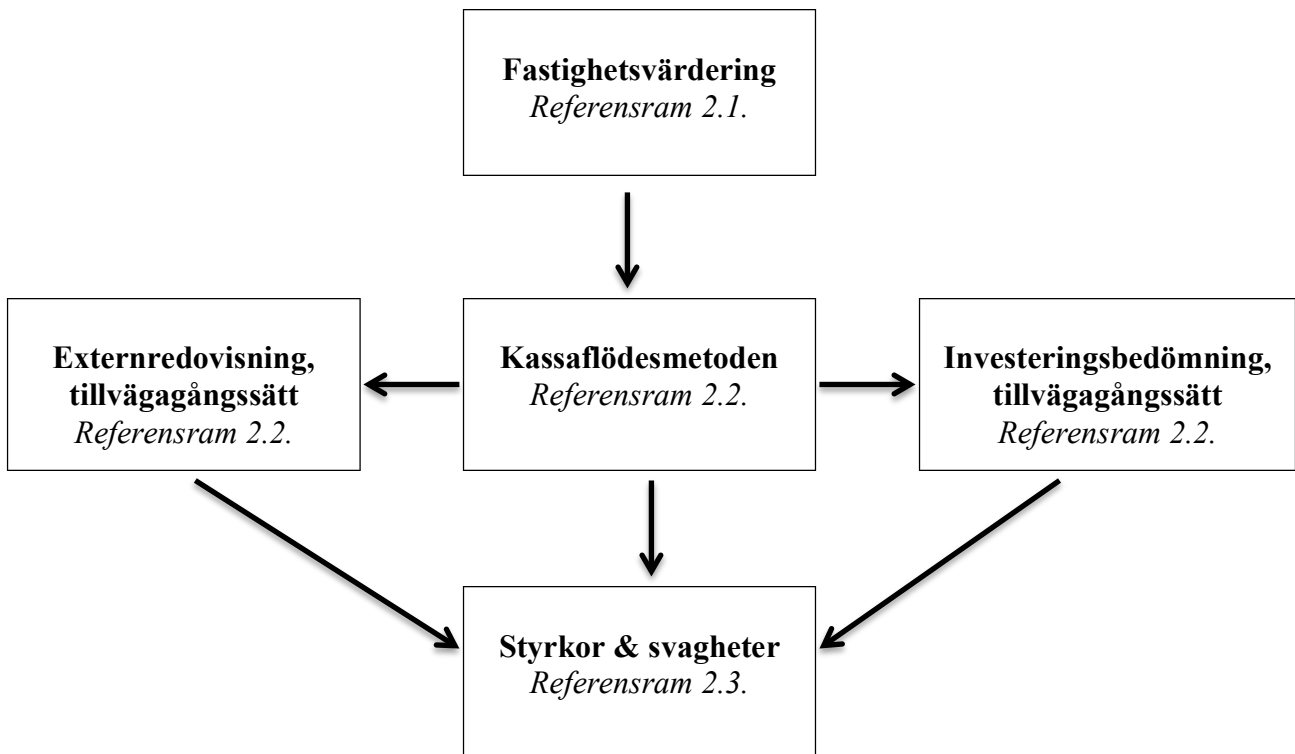 Fastighetsvärdering
Referensram 2.1.
Externredovisning,
tillvägagångssätt
Referensram 2.2.
Kassaflödesmetoden
Referensram 2.2.
Investeringsbedömning,
tillvägagångssätt
Referensram 2.2.
Styrkor & svagheter
Referensram 2.3.